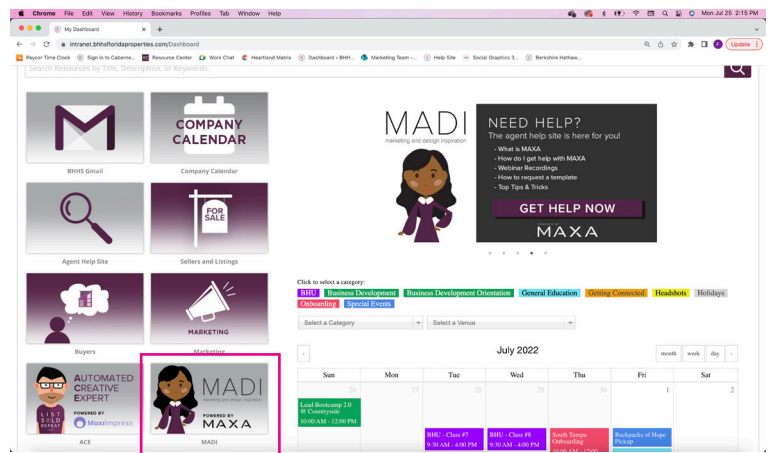 Chrome File Edit View History Bookmarks Profiles Tab Window Help Mon Jul 25 2:15 PM
My Dashboard
intranet.bhhsfloridaproperties.com/Dashboard Update
Paycor Time Clock Sign in to Caberne... Resource Center Work Chat Heartland Matrix Dashboard ‹ BHH... Marketing Team -... Help Site Social Graphics 3... Berkshire Hathaw...
Search Resources by Title, Description, or Keywords
COMPANY
CALENDAR
BHHS Gmail
Company Calendar
FOR
SALE
Agent Help Site
Sellers and Listings
MARKETING
Buyers
Marketing
LIST
SOLD
REPEAT
AUTOMATED
CREATIVE
EXPERT
POWERED BY
MaxiImpress
ACE
MADI
marketing and design inspiration
POWERED BY
MAXA
MADI
MADI
marketing and design inspiration
NEED HELP?
The agent help site is here for you!
- What is MAXA
- How do I get help with MAXA
- Webinar Recordings
- How to request a template
- Top Tips & Tricks
GET HELP NOW
POWERED BY
MAXA
Click to select a category:
BHU Business Development Business Development Orientation General Education Getting Connected Headshots Holidays
Onboarding Special Events
Select a Category Select a Venue
July 2022
month week day
Sun Mon Tue Wed Thu Fri Sat
26 27 28 29 30 1 2
Lead Bootcamp 2.0
@ Countryside
10:00 AM - 12:00 PM
BHU - Class #7
9:30 AM - 4:00 PM
BHU - Class #8
9:30 AM - 4:00 PM
South Tampa
Onboarding
10:00 AM - 12:00
Backpacks of Hope
Pickup